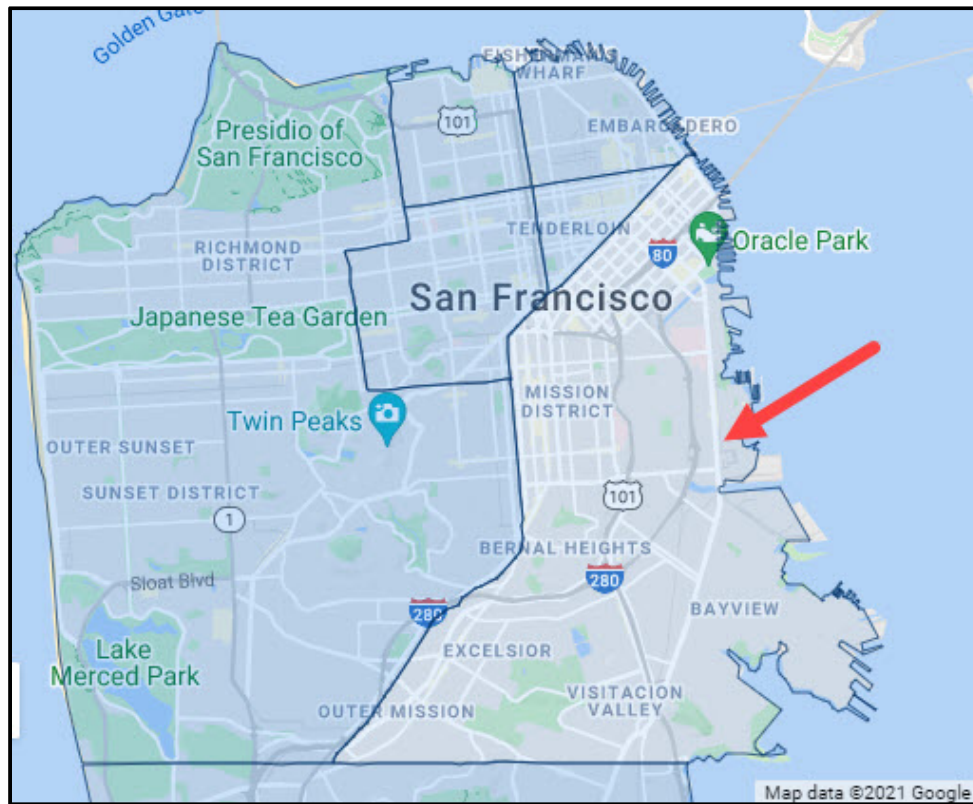 Golden Gate
FISHERMANS
WHARF
101
Presidio of
San Francisco
EMBARCADERO
TENDERLOIN
RICHMOND
DISTRICT
80
Oracle Park
San Francisco
Japanese Tea Garden
MISSION
DISTRICT
Twin Peaks
OUTER SUNSET
SUNSET DISTRICT
1
101
BERNAL HEIGHTS
Sloat Blvd
280
280
BAYVIEW
Lake
Merced Park
EXCELSIOR
VISITACION
VALLEY
OUTER MISSION
Map data ©2021 Google